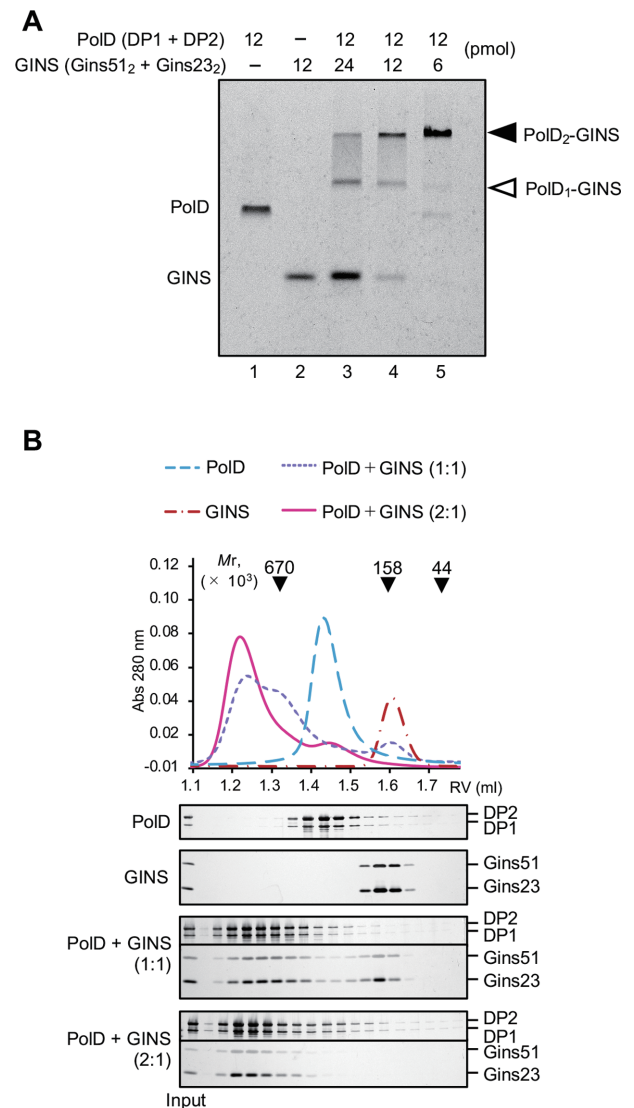 A
PolD (DP1 + DP2) 12 – 12 12 12 (pmol)
GINS (Gins51₂ + Gins23₂) – 12 24 12 6
PolD₂-GINS
PolD₁-GINS
PolD
GINS
1 2 3 4 5
B
PolD PolD + GINS (1:1)
GINS PolD + GINS (2:1)
Mr, (× 10³) 670 158 44
Abs 280 nm
0.12
0.10
0.08
0.06
0.04
0.02
-0.01
1.1 1.2 1.3 1.4 1.5 1.6 1.7 RV (ml)
PolD DP2
DP1
GINS Gins51
Gins23
PolD + GINS (1:1) DP2
DP1
Gins51
Gins23
PolD + GINS (2:1) DP2
DP1
Gins51
Gins23
Input